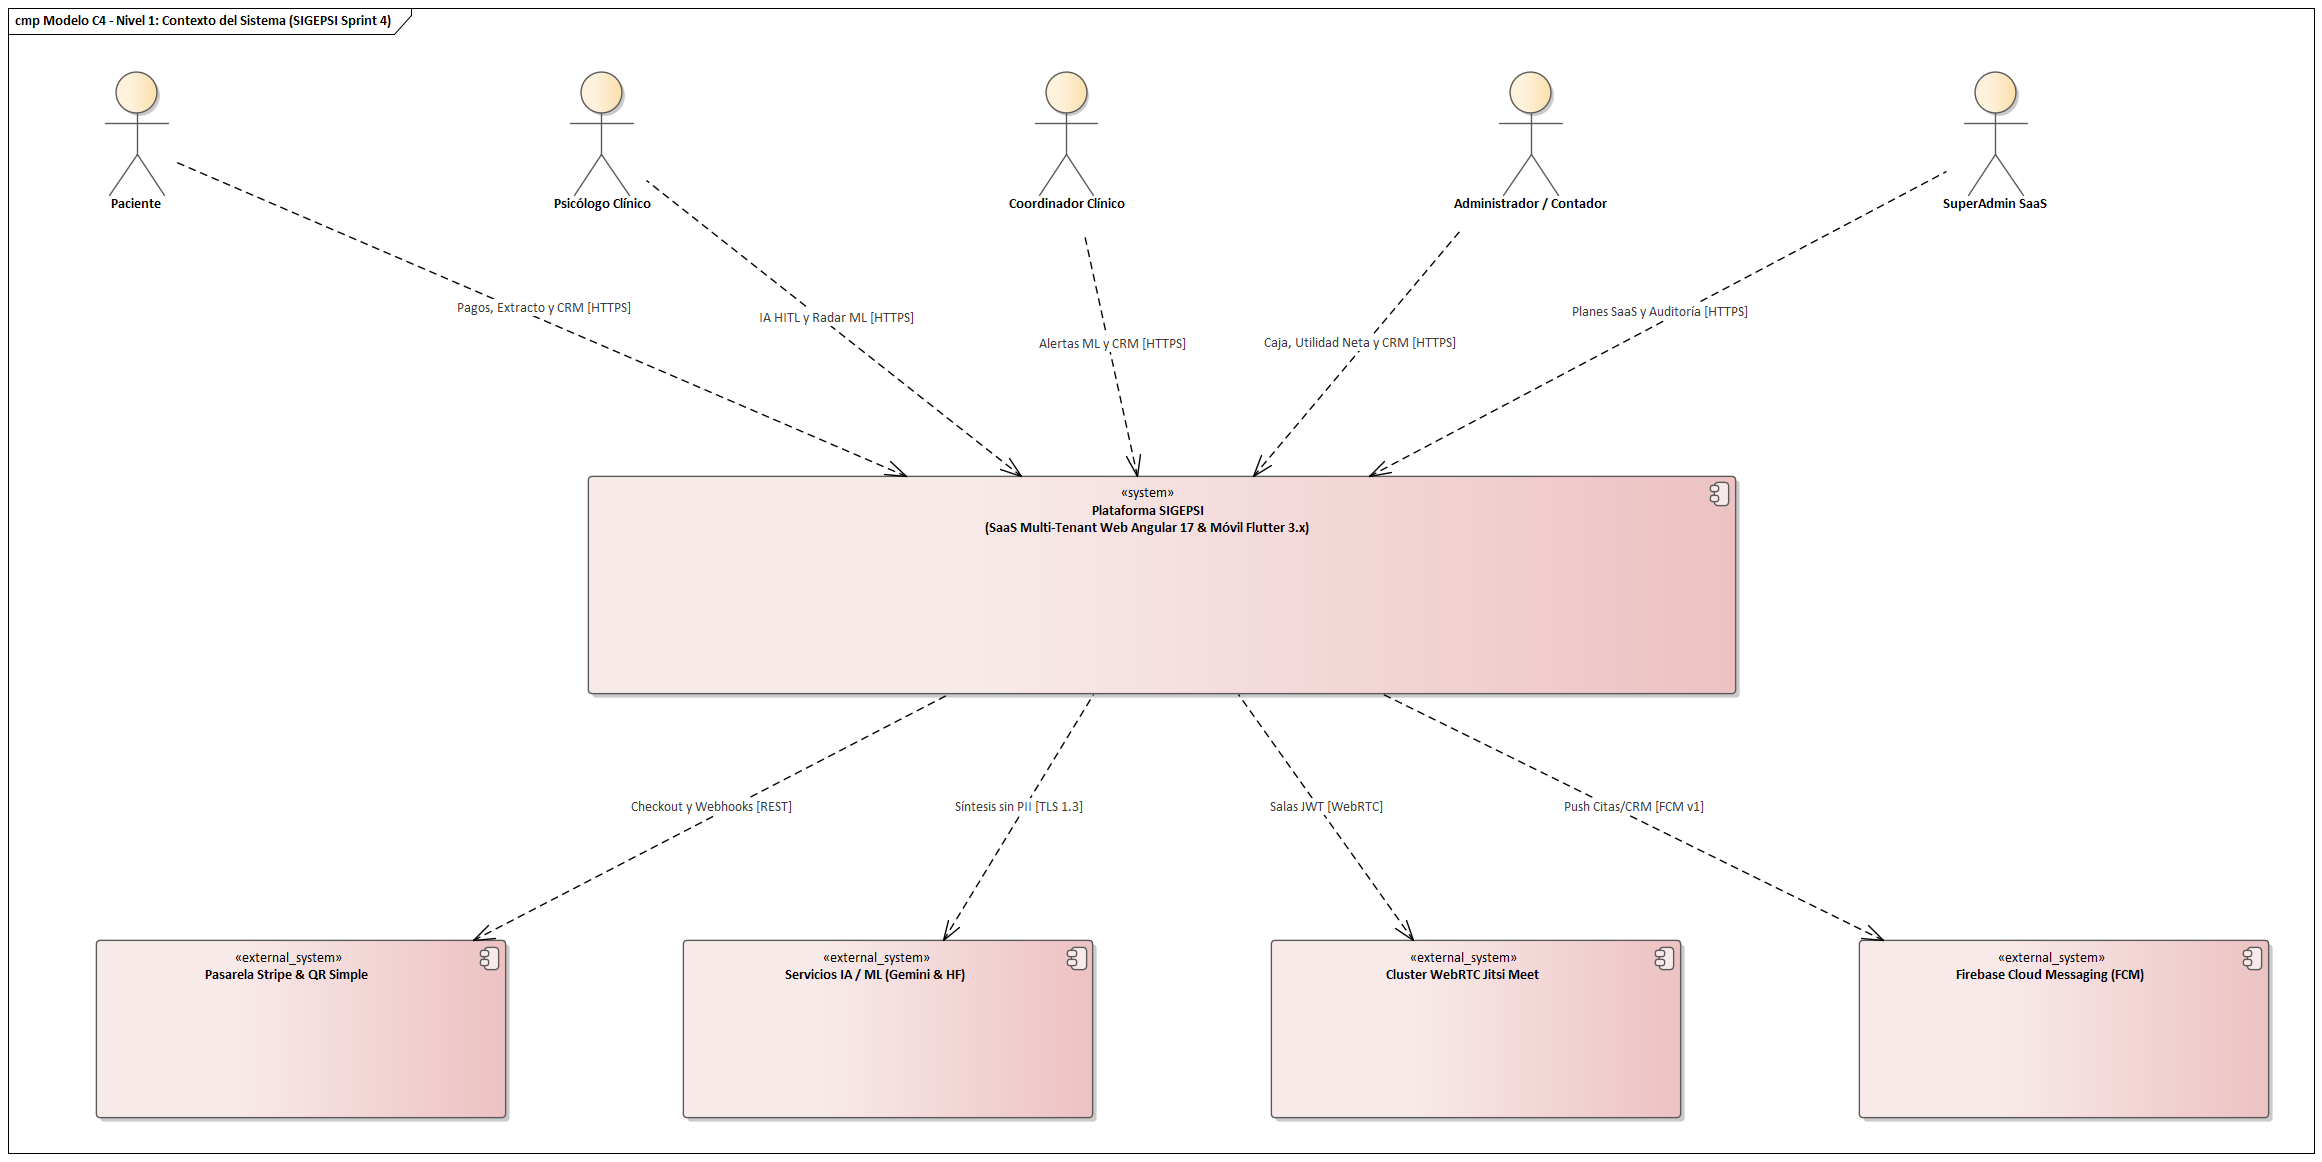 cmp Modelo C4 - Nivel 1: Contexto del Sistema (SIGEPSI Sprint 4)
Paciente
Psicólogo Clínico
Coordinador Clínico
Administrador / Contador
SuperAdmin SaaS
Pagos, Extracto y CRM [HTTPS]
IA HITL y Radar ML [HTTPS]
Alertas ML y CRM [HTTPS]
Caja, Utilidad Neta y CRM [HTTPS]
Planes SaaS y Auditoría [HTTPS]
«system»
Plataforma SIGEPSI
(SaaS Multi-Tenant Web Angular 17 & Móvil Flutter 3.x)
Checkout y Webhooks [REST]
Síntesis sin PII [TLS 1.3]
Salas JWT [WebRTC]
Push Citas/CRM [FCM v1]
«external_system»
Pasarela Stripe & QR Simple
«external_system»
Servicios IA / ML (Gemini & HF)
«external_system»
Cluster WebRTC Jitsi Meet
«external_system»
Firebase Cloud Messaging (FCM)